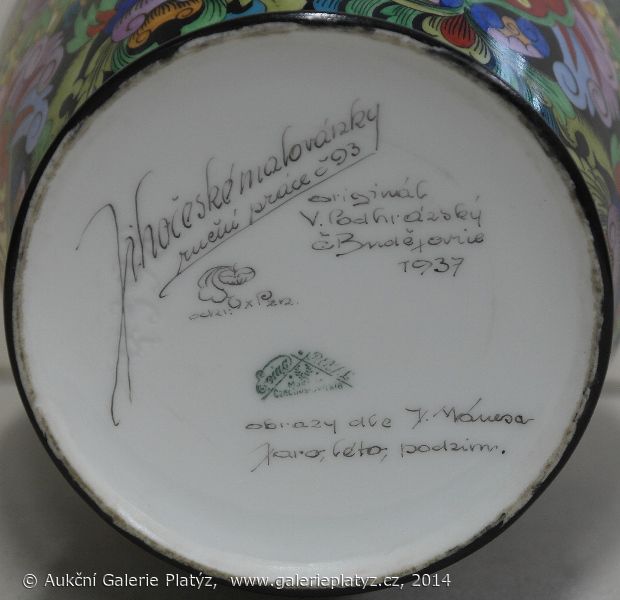 Jihočeské malovánky
ruční práce č 93
originál
V. Podhrázský
Č Budějovice
1937
obrazy dle J. Mánesa
Jaro, léto, podzim.
© Aukční Galerie Platýz, www.galerieplatyz.cz, 2014